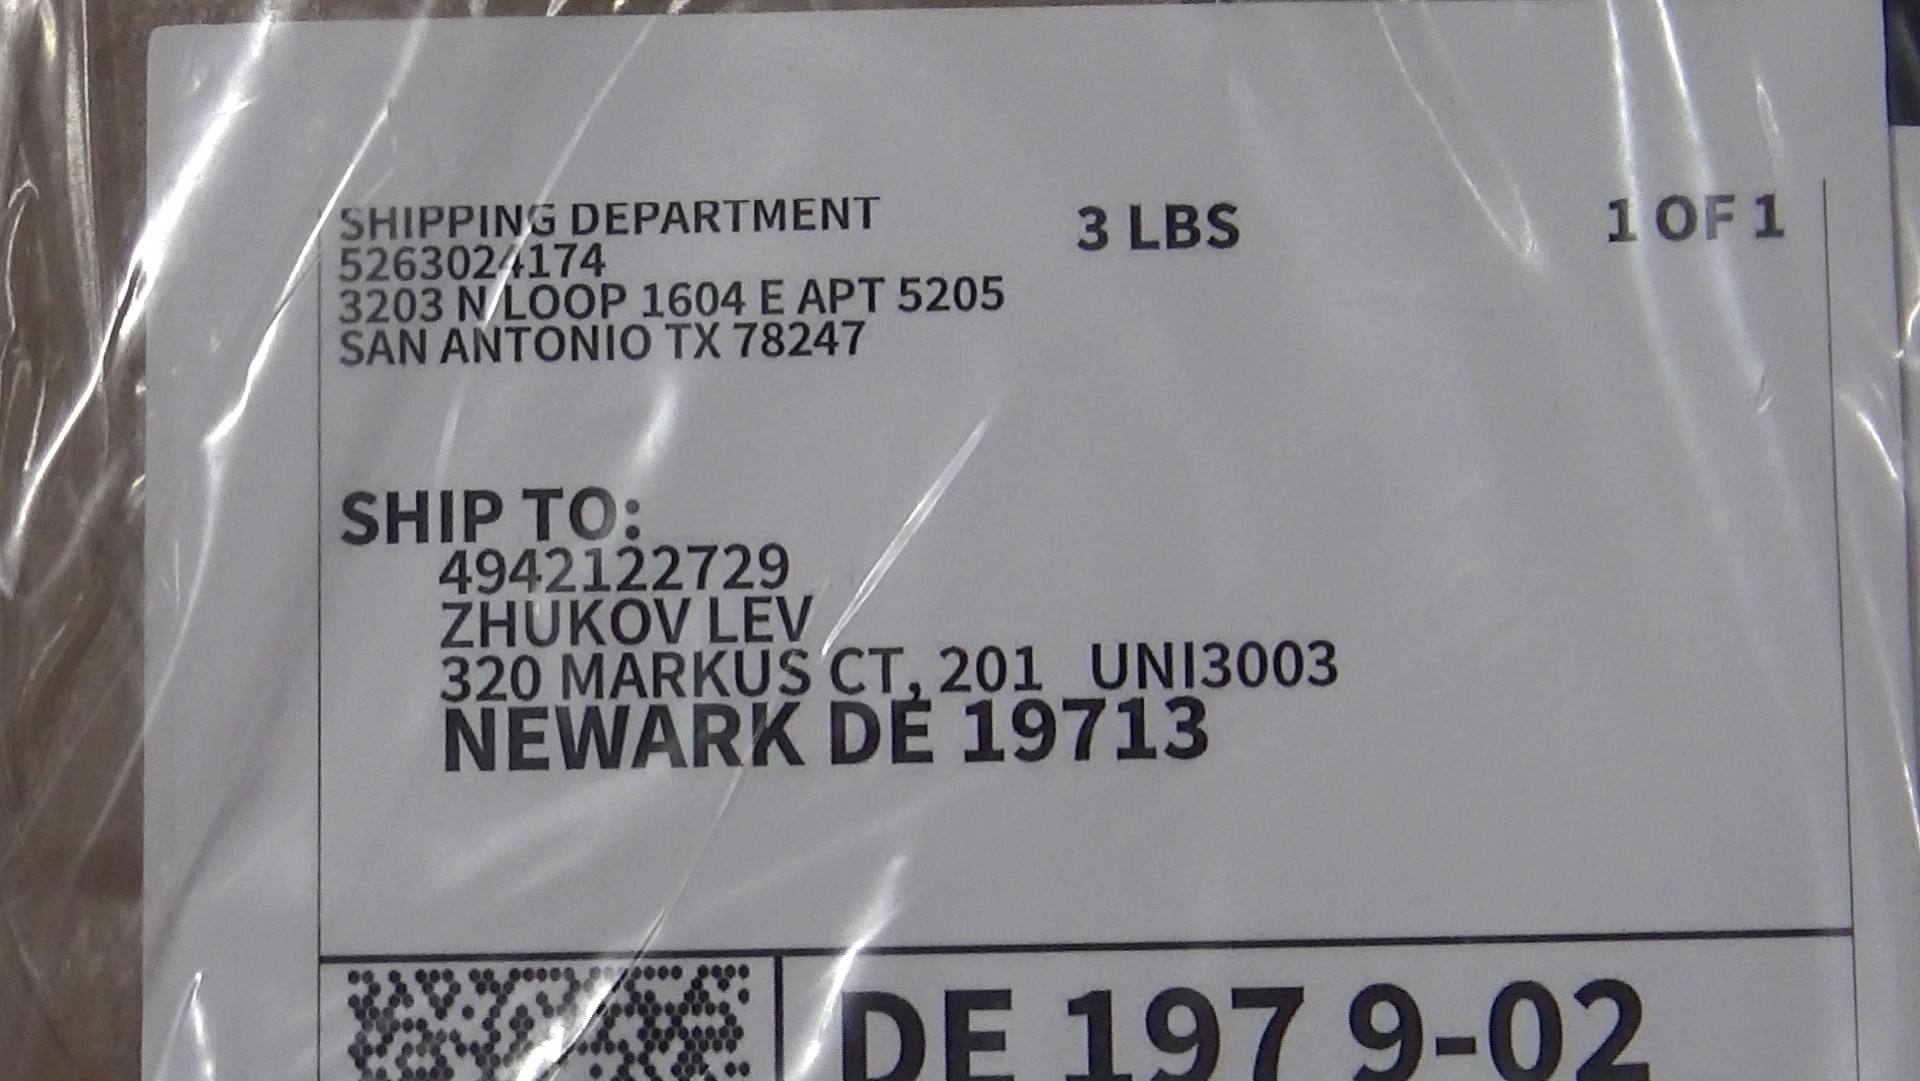 SHIPPING DEPARTMENT
5263024174
3203 N LOOP 1604 E APT 5205
SAN ANTONIO TX 78247
3 LBS
1 OF 1
SHIP TO:
4942122729
ZHUKOV LEV
320 MARKUS CT, 201 UNI3003
NEWARK DE 19713
DE 197 9-02